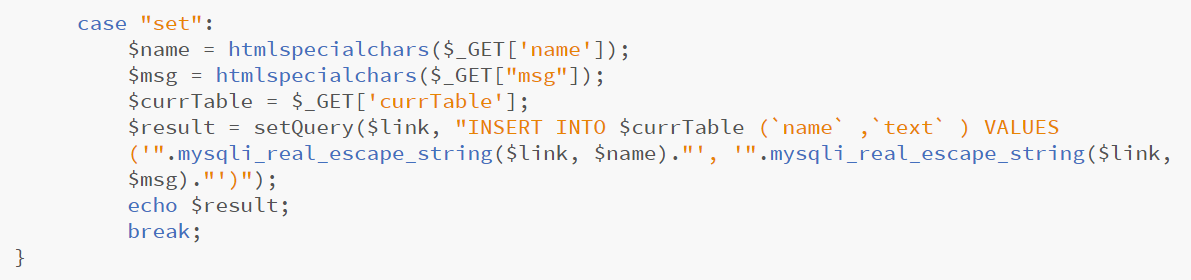 case "set":
$name = htmlspecialchars($_GET['name']);
$msg = htmlspecialchars($_GET["msg"]);
$currTable = $_GET['currTable'];
$result = setQuery($link, "INSERT INTO $currTable (`name` ,`text` ) VALUES
('".mysqli_real_escape_string($link, $name)."', '".mysqli_real_escape_string($link,
$msg)."')");
echo $result;
break;
}